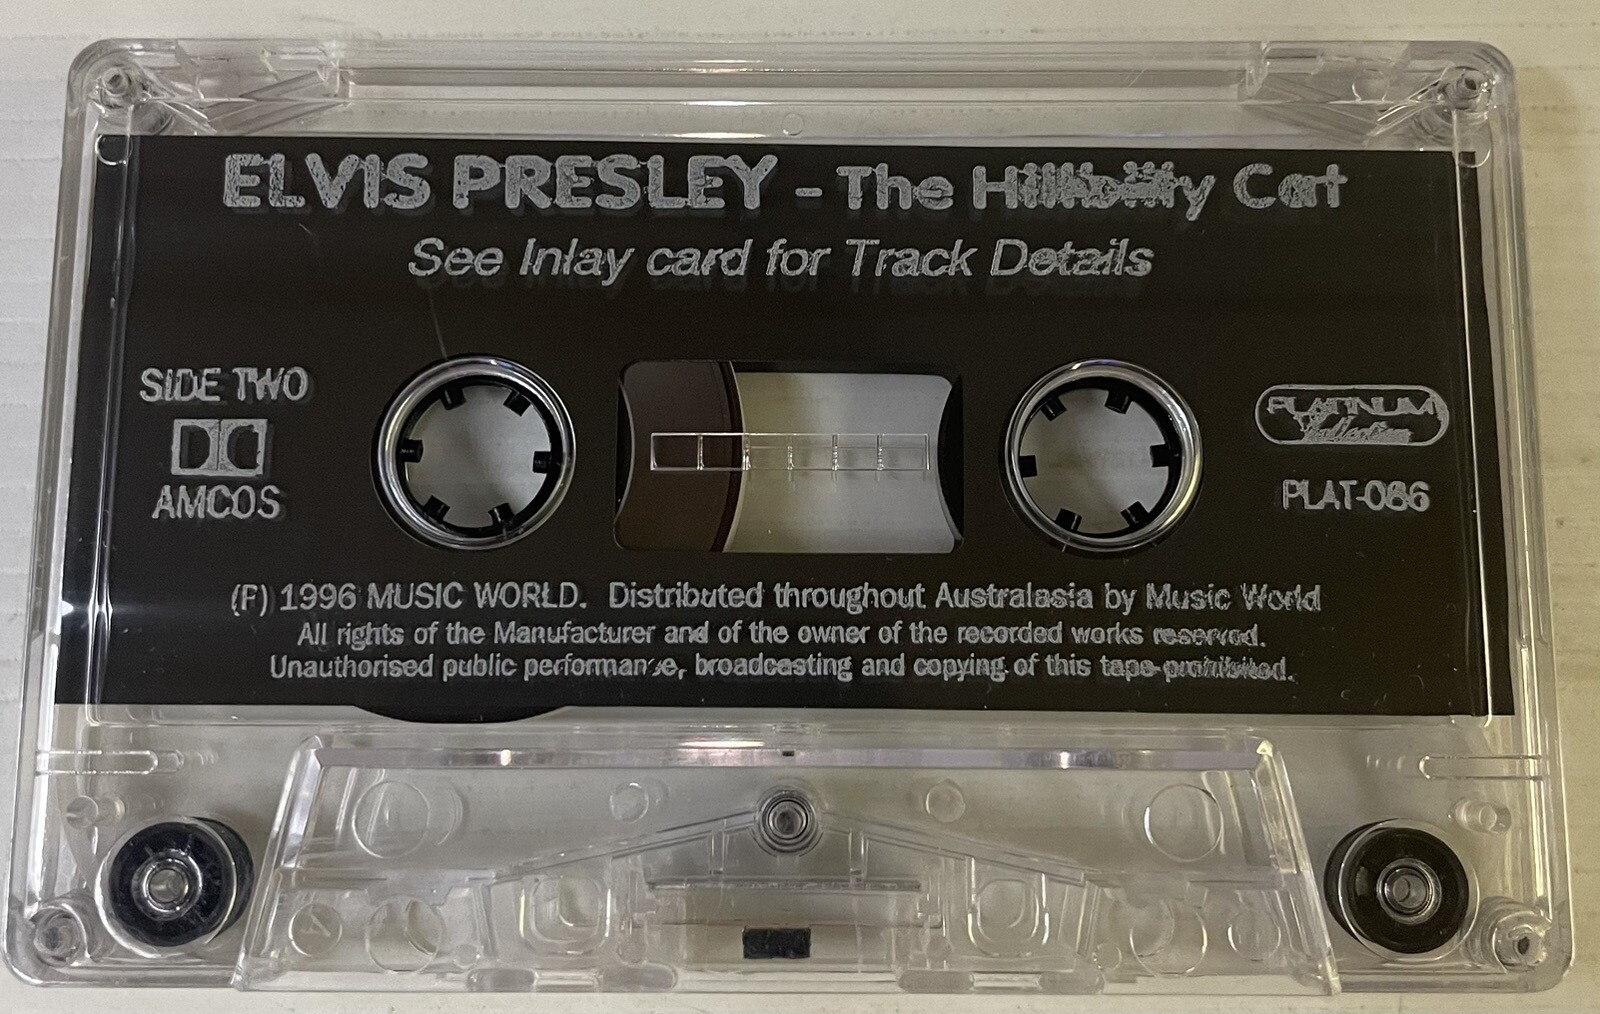 ELVIS PRESLEY - The Hillbilly Cat
See Inlay card for Track Details
SIDE TWO
AMCOS
PLATINUM
Collection
PLAT-086
(F) 1996 MUSIC WORLD. Distributed throughout Australasia by Music World
All rights of the Manufacturer and of the owner of the recorded works reserved.
Unauthorised public performance, broadcasting and copying of this tape prohibited.